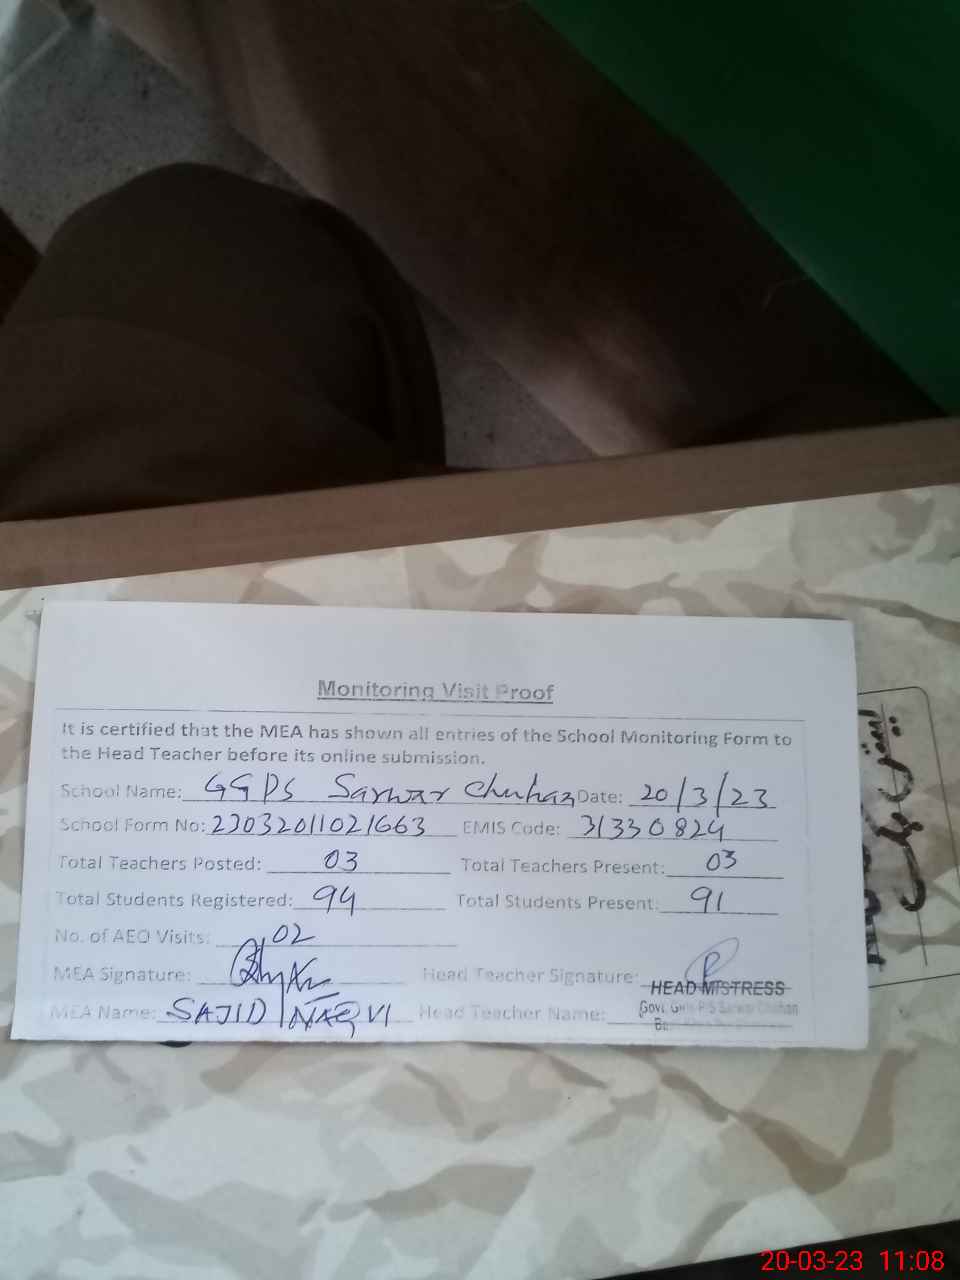 Monitoring Visit Proof
It is certified that the MEA has shown all entries of the School Monitoring Form to
the Head Teacher before its online submission.
School Name: GGPS Sarwar Chuhan Date: 20/3/23
School Form No: 23032011021663 EMIS Code: 31330824
Total Teachers Posted: 03 Total Teachers Present: 03
Total Students Registered: 94 Total Students Present: 91
No. of AEO Visits: 02
MEA Signature: Head Teacher Signature:
HEAD MISTRESS
MEA Name: SAJID NAQVI Head Teacher Name:
Govt. Girls P/S Sarwar Chohan
20-03-23 11:08